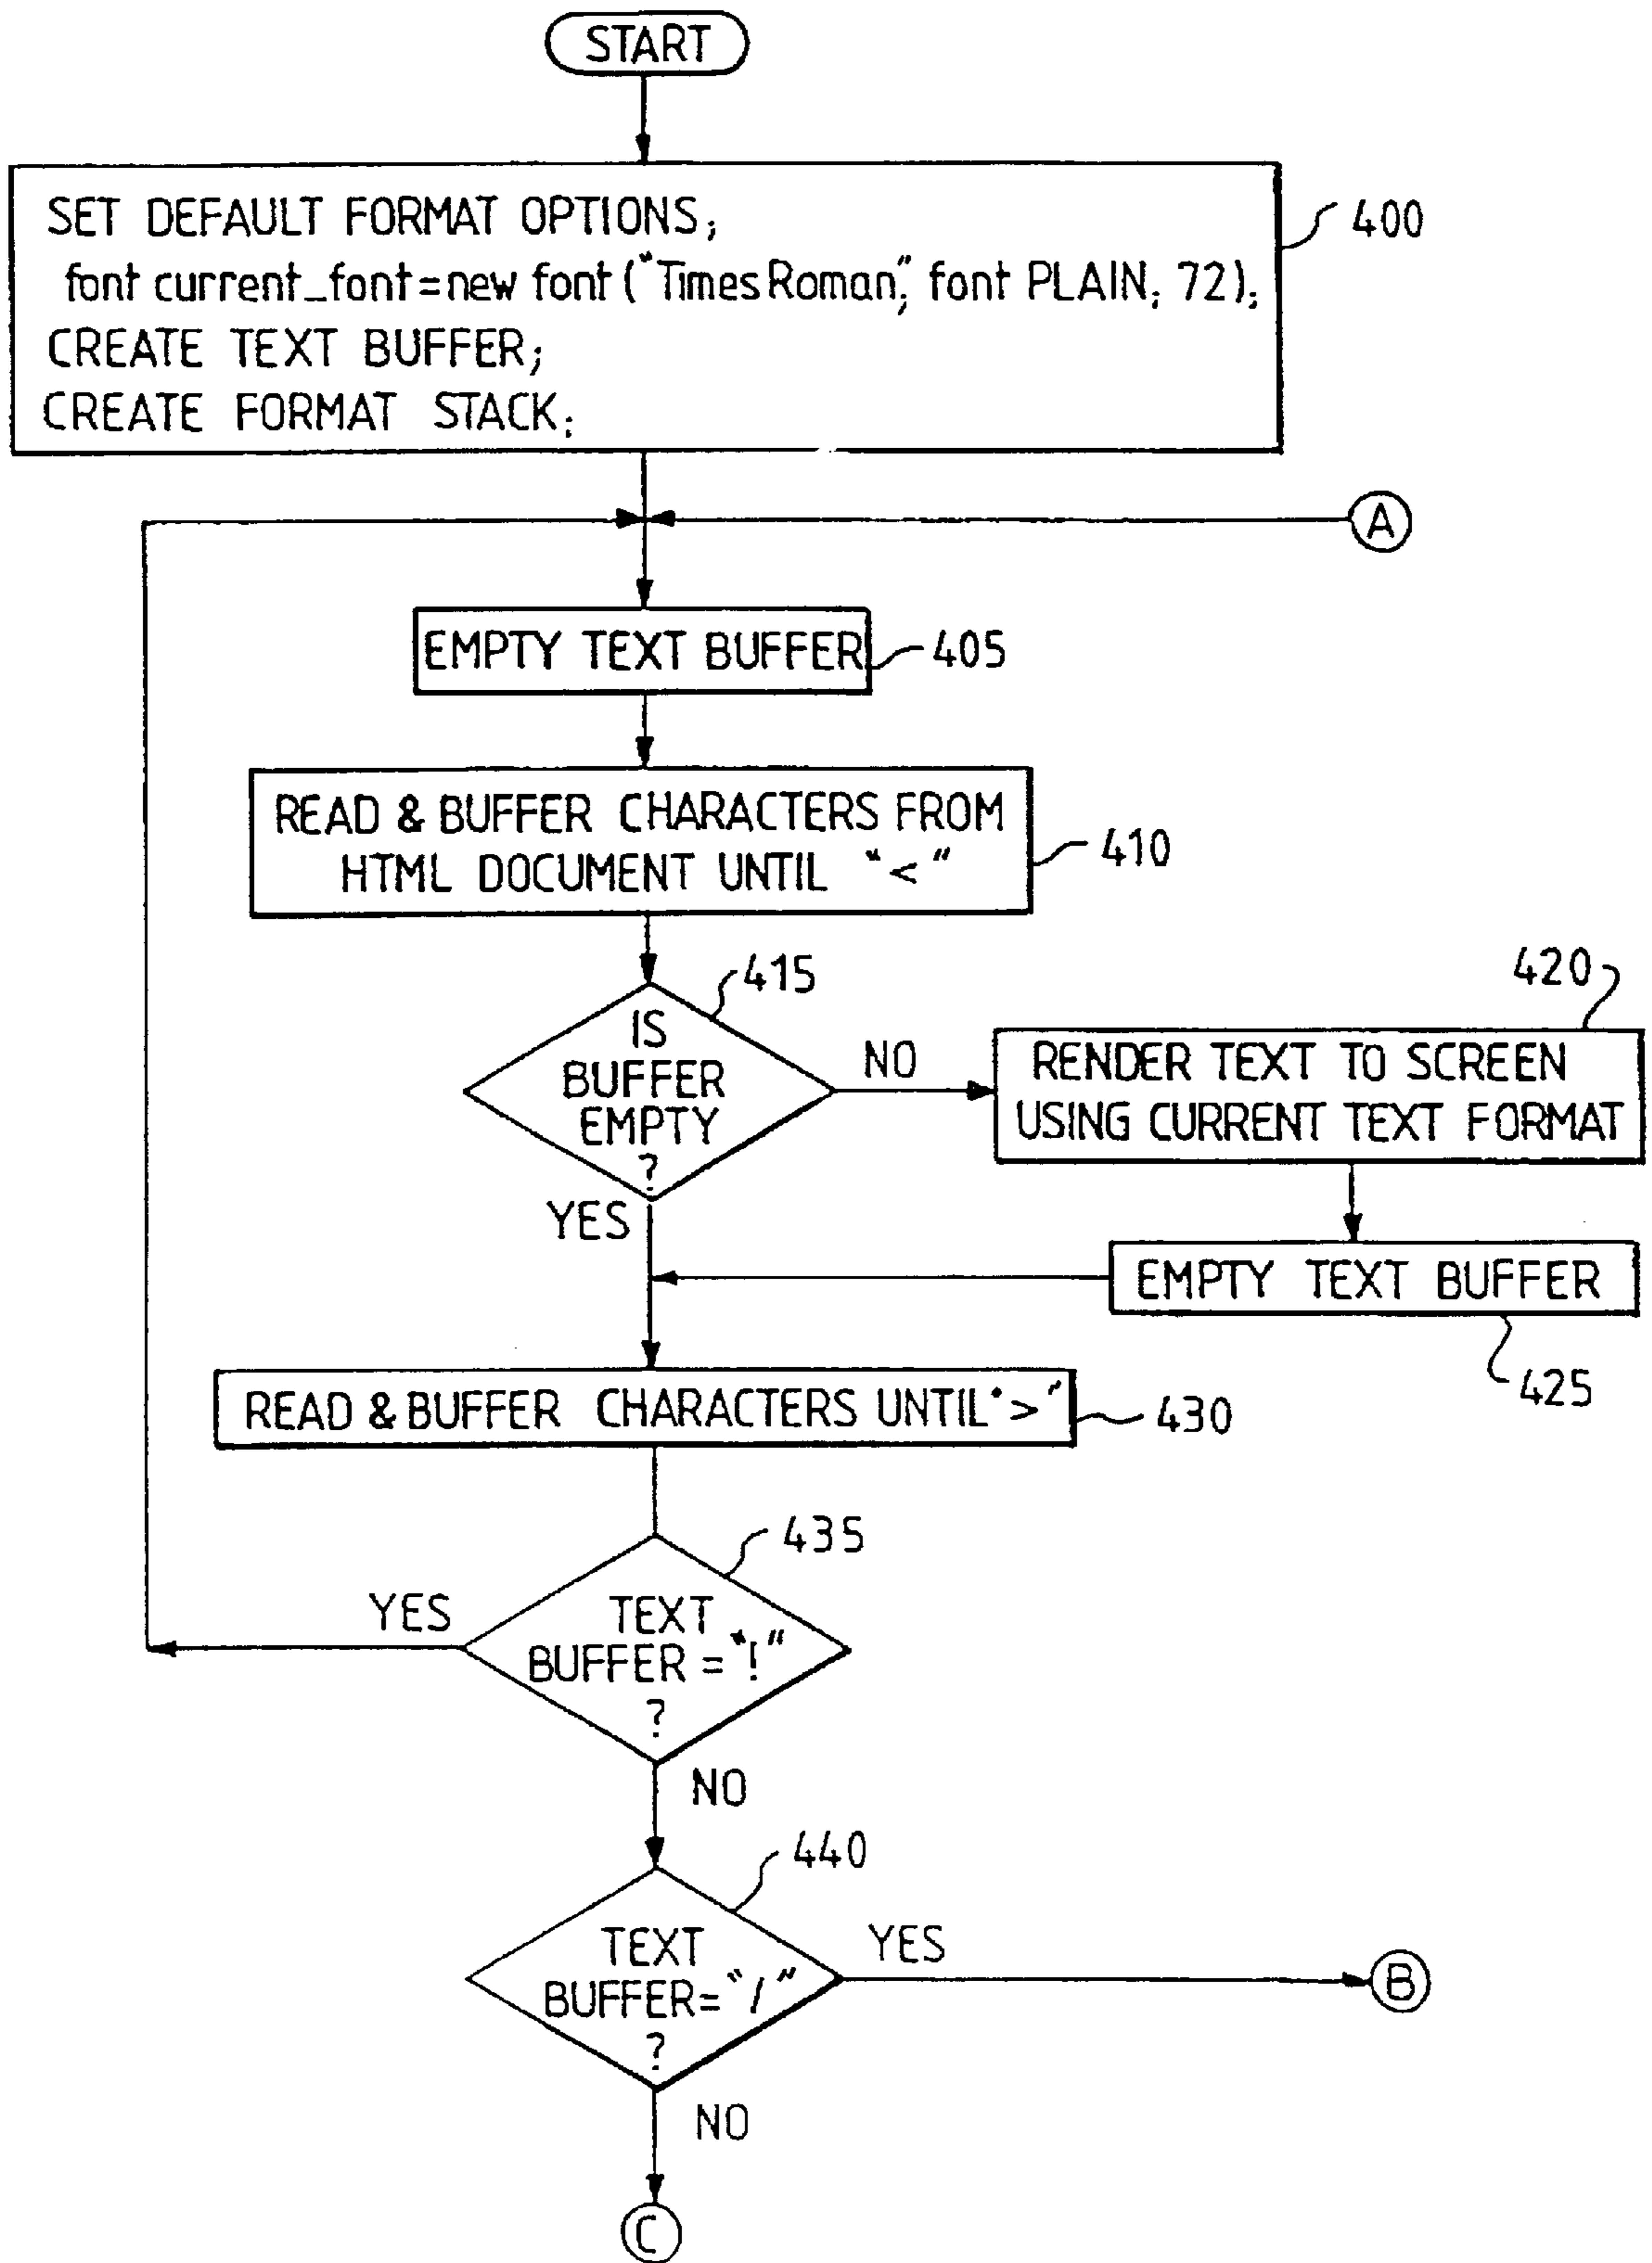 START
SET DEFAULT FORMAT OPTIONS;
font current_font=new font ("TimesRoman", font PLAIN; 72);
CREATE TEXT BUFFER;
CREATE FORMAT STACK;
400
A
EMPTY TEXT BUFFER
405
READ & BUFFER CHARACTERS FROM
HTML DOCUMENT UNTIL "<"
410
415
IS
BUFFER
EMPTY
?
NO
YES
420
RENDER TEXT TO SCREEN
USING CURRENT TEXT FORMAT
EMPTY TEXT BUFFER
425
READ & BUFFER CHARACTERS UNTIL ">"
430
435
TEXT
BUFFER = "!"
?
YES
NO
440
TEXT
BUFFER= "/"
?
YES
B
NO
C